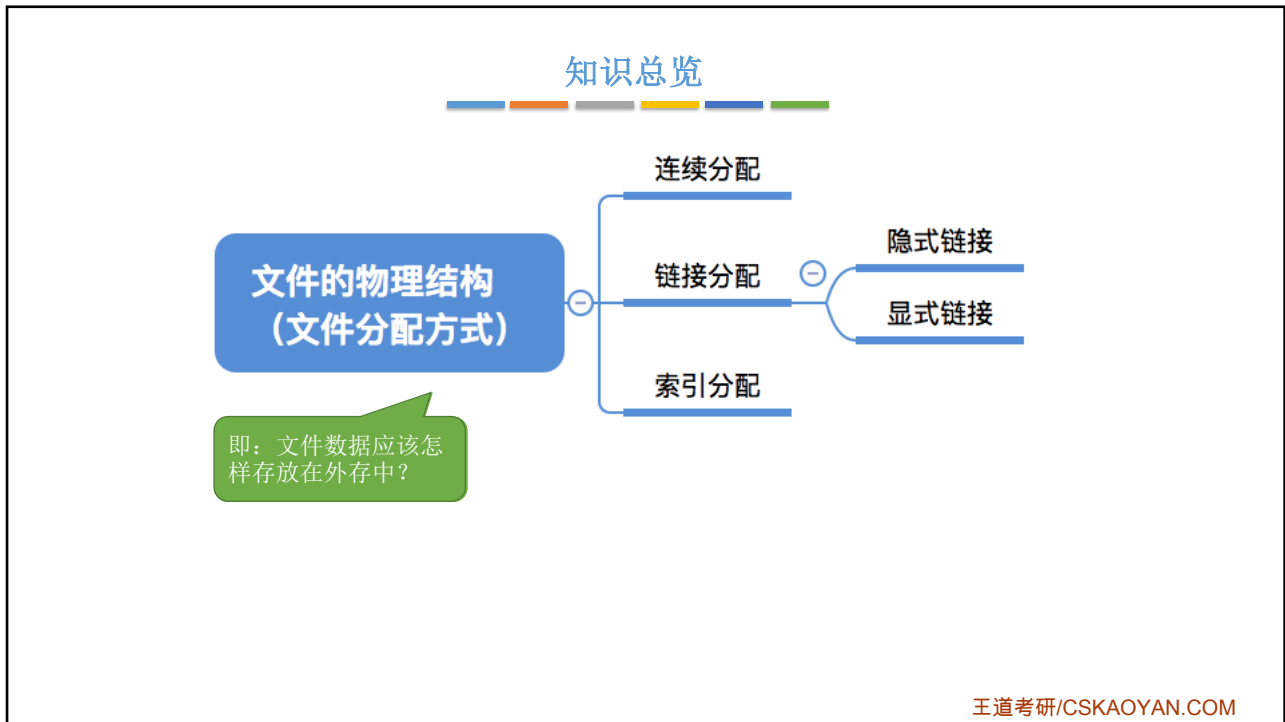 知识总览
连续分配
隐式链接
文件的物理结构
（文件分配方式）
链接分配
显式链接
索引分配
即：文件数据应该怎
样存放在外存中？
王道考研/CSKAOYAN.COM